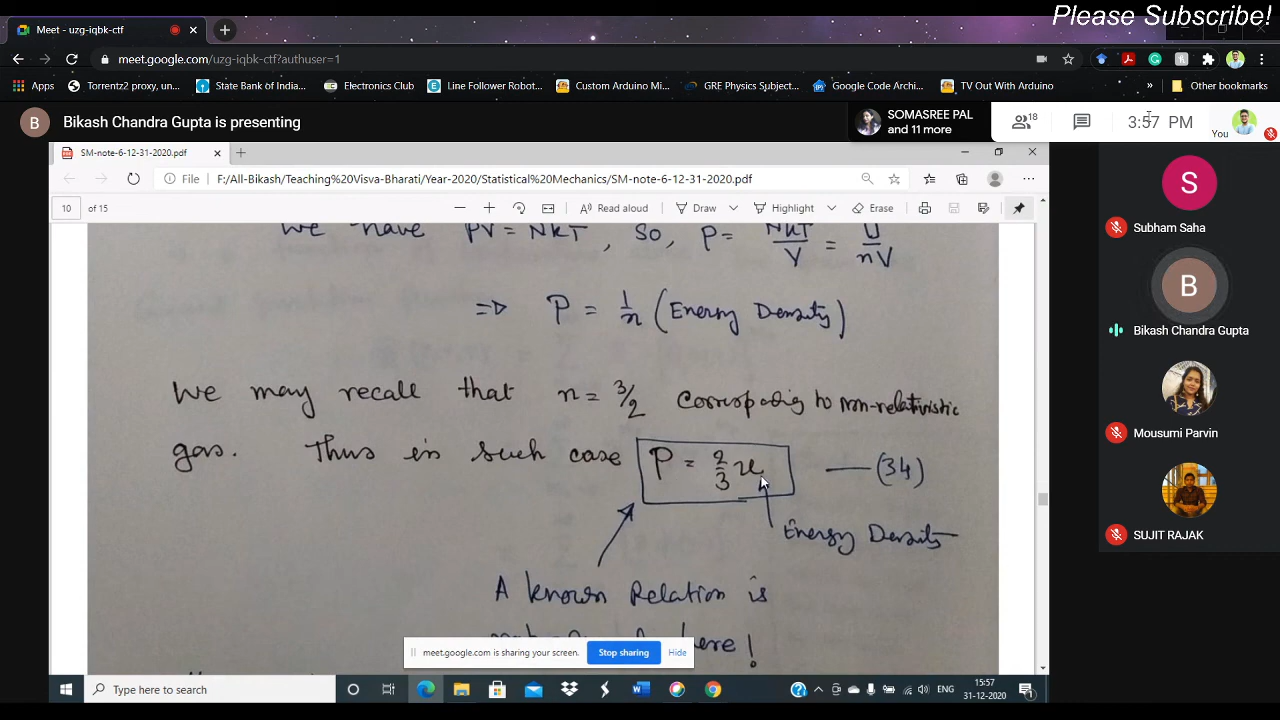 Please Subscribe!
Meet - uzg-iqbk-ctf
meet.google.com/uzg-iqbk-ctf?authuser=1
Apps Torrentz2 proxy, un... State Bank of India... Electronics Club Line Follower Robot... Custom Arduino Mi... GRE Physics Subject... Google Code Archi... TV Out With Arduino » Other bookmarks
B Bikash Chandra Gupta is presenting
SOMASREE PAL
and 11 more
18
3:57 PM
You
SM-note-6-12-31-2020.pdf
File F:/All-Bikash/Teaching%20Visva-Bharati/Year-2020/Statistical%20Mechanics/SM-note-6-12-31-2020.pdf
10 of 15 Read aloud Draw Highlight Erase
We have PV = NkT, So, P = NkT/V = U/nV
=> P = 1/n (Energy Density)
We may recall that n = 3/2 Correspodig to non-relativistic
gas. Thus in such case P = 2/3 u — (34)
Energy Density
A known Relation is
here!
S
Subham Saha
B
Bikash Chandra Gupta
Mousumi Parvin
SUJIT RAJAK
meet.google.com is sharing your screen. Stop sharing Hide
Type here to search
ENG
15:57
31-12-2020
1